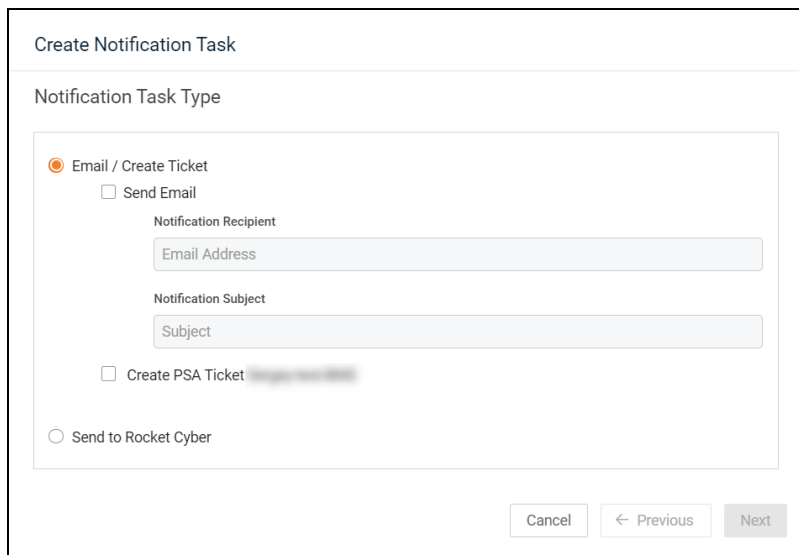 Create Notification Task
Notification Task Type
Email / Create Ticket
Send Email
Notification Recipient
Email Address
Notification Subject
Subject
Create PSA Ticket
Send to Rocket Cyber
Cancel
← Previous
Next